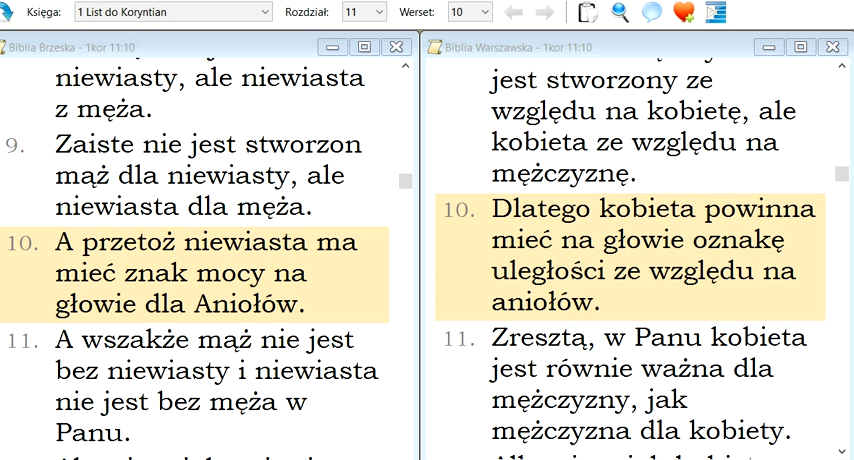 Księga: 1 List do Koryntian Rozdział: 11 Werset: 10
Biblia Brzeska - 1kor 11:10
niewiasty, ale niewiasta
z męża.
9. Zaiste nie jest stworzon
mąż dla niewiasty, ale
niewiasta dla męża.
10. A przetoż niewiasta ma
mieć znak mocy na
głowie dla Aniołów.
11. A wszakże mąż nie jest
bez niewiasty i niewiasta
nie jest bez męża w
Panu.
Biblia Warszawska - 1kor 11:10
jest stworzony ze
względu na kobietę, ale
kobieta ze względu na
mężczyznę.
10. Dlatego kobieta powinna
mieć na głowie oznakę
uległości ze względu na
aniołów.
11. Zresztą, w Panu kobieta
jest równie ważna dla
mężczyzny, jak
mężczyzna dla kobiety.